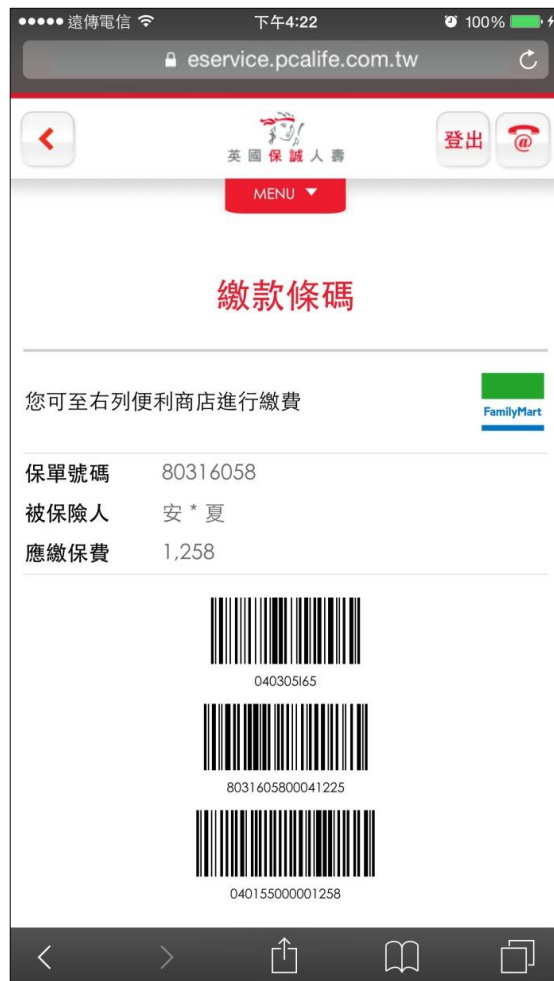 遠傳電信 下午4:22 100%
eservice.pcalife.com.tw
英國保誠人壽
登出
@
MENU
繳款條碼
您可至右列便利商店進行繳費
FamilyMart
保單號碼 80316058
被保險人 安 * 夏
應繳保費 1,258
040305I65
8031605800041225
040155000001258